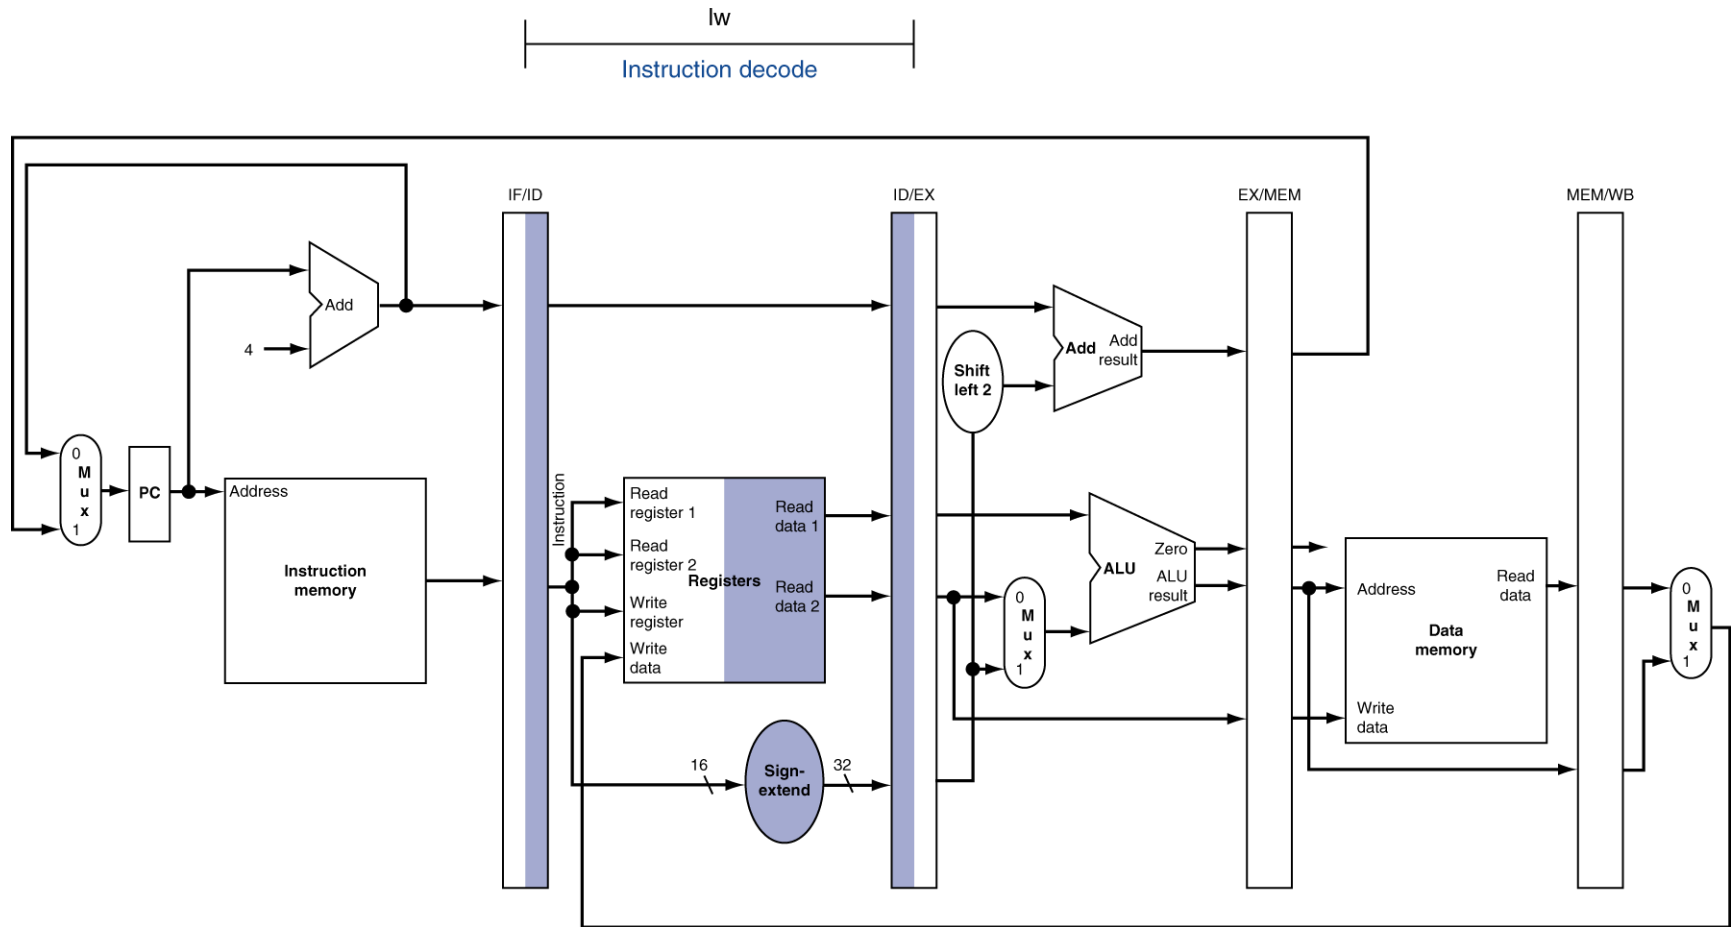 lw
Instruction decode
IF/ID
ID/EX
EX/MEM
MEM/WB
Add
4
Add
Add
result
Shift
left 2
0
M
u
x
1
PC
Address
Instruction
memory
Instruction
Read
register 1
Read
register 2
Write
register
Write
data
Registers
Read
data 1
Read
data 2
16
Sign-
extend
32
0
M
u
x
1
Zero
ALU
ALU
result
Address
Read
data
Data
memory
Write
data
0
M
u
x
1